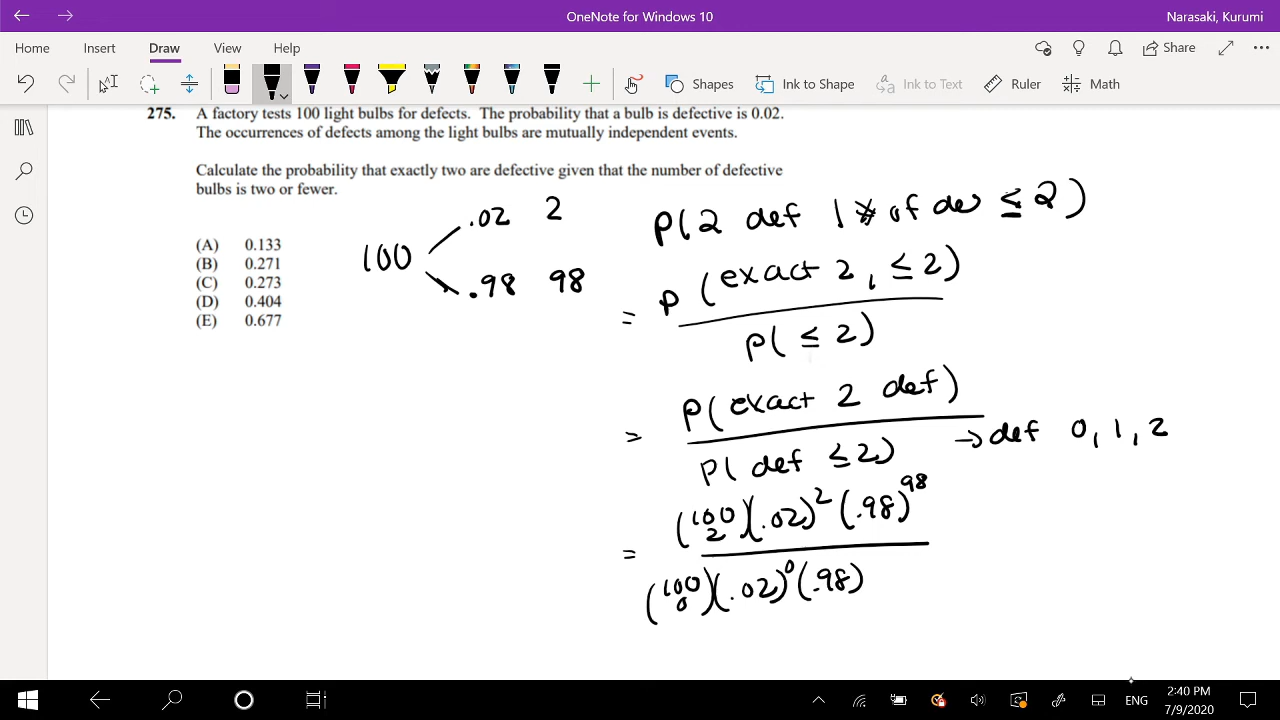 OneNote for Windows 10
Narasaki, Kurumi
Home Insert Draw View Help Share
Shapes Ink to Shape Ink to Text Ruler Math
275. A factory tests 100 light bulbs for defects. The probability that a bulb is defective is 0.02.
The occurrences of defects among the light bulbs are mutually independent events.
Calculate the probability that exactly two are defective given that the number of defective
bulbs is two or fewer.
(A) 0.133
(B) 0.271
(C) 0.273
(D) 0.404
(E) 0.677
100
.02 2
.98 98
P(2 def | # of def ≤ 2)
= P(exact 2, ≤ 2)
P(≤ 2)
= P(exact 2 def)
P(def ≤ 2) → def 0, 1, 2
= (100 2)(.02)^2 (.98)^98
(100 0)(.02)^0 (.98)
ENG
2:40 PM
7/9/2020